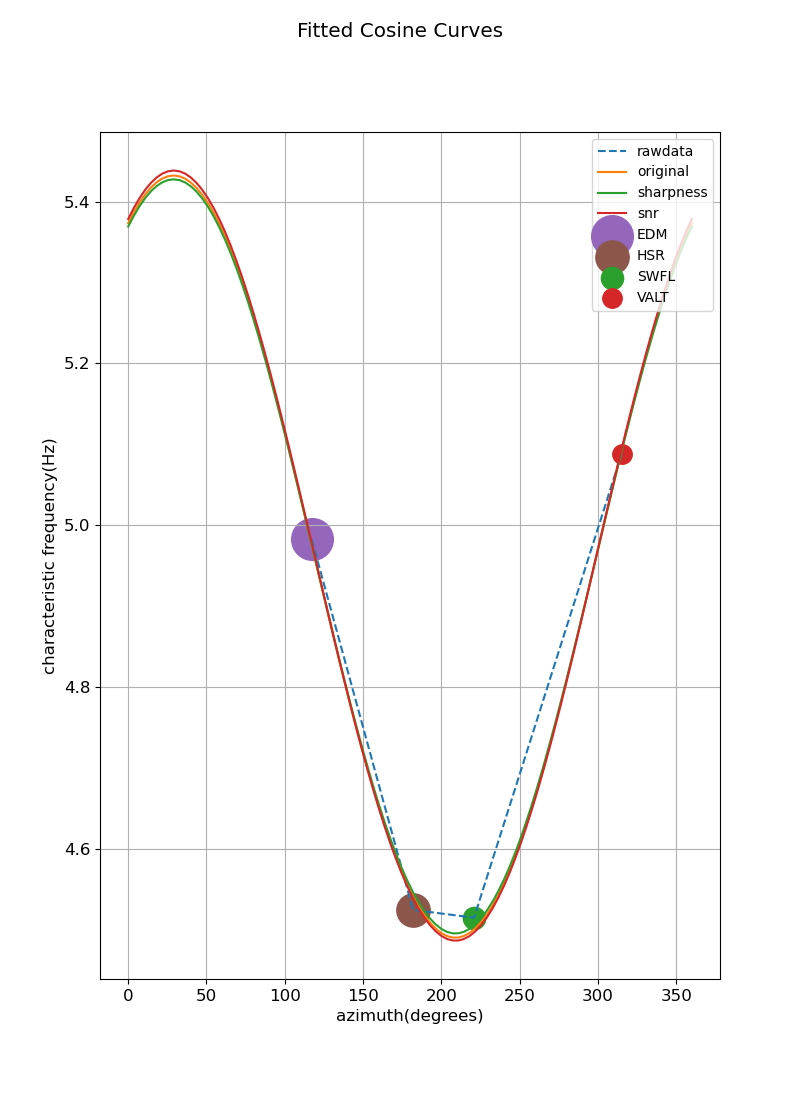 Fitted Cosine Curves
rawdata
original
sharpness
snr
EDM
HSR
SWFL
VALT
5.4
5.2
5.0
4.8
4.6
characteristic frequency(Hz)
0 50 100 150 200 250 300 350
azimuth(degrees)